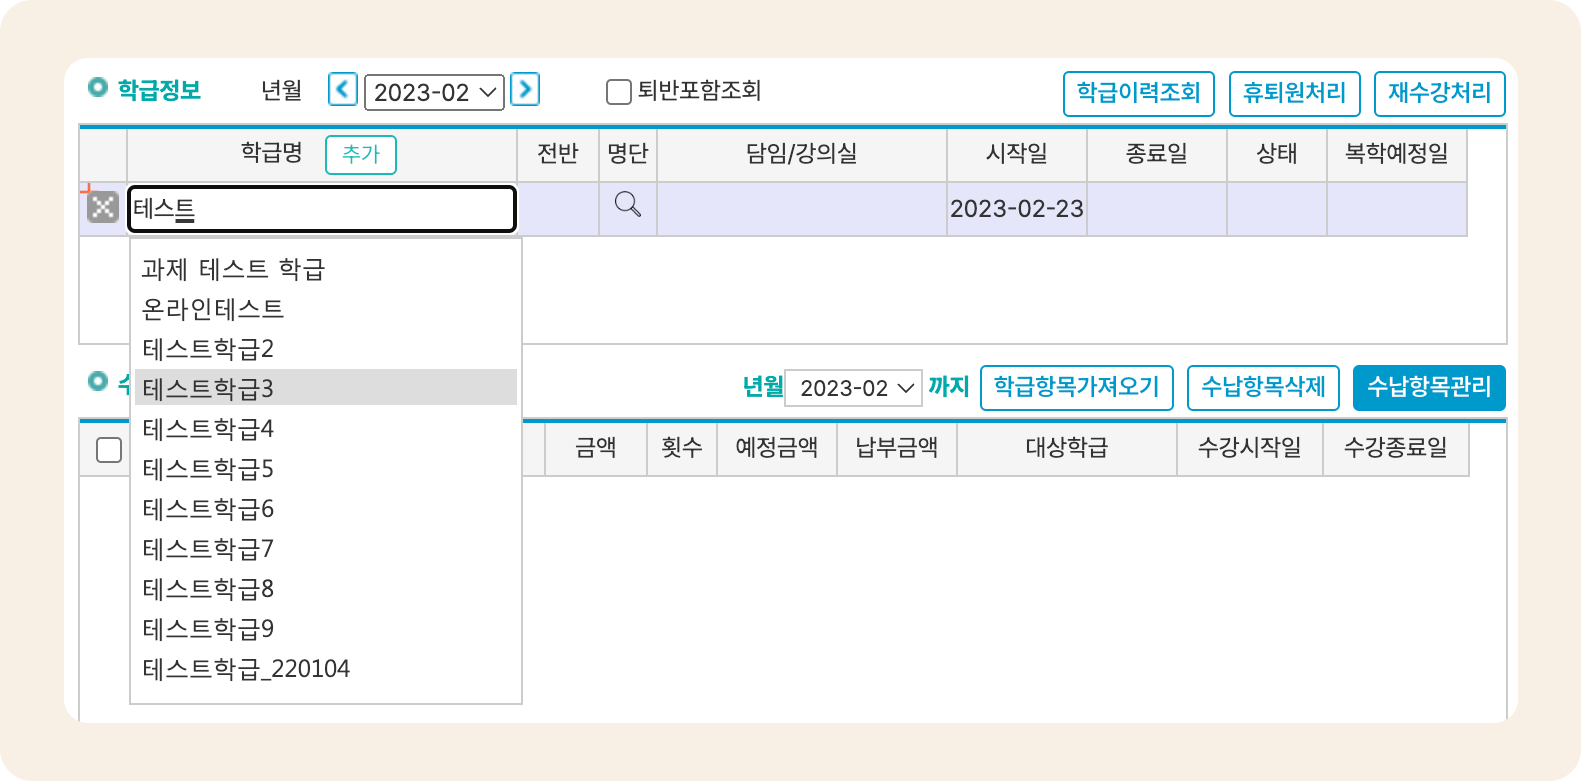 학급정보 년월 2023-02 퇴반포함조회 학급이력조회 휴퇴원처리 재수강처리
학급명 추가 전반 명단 담임/강의실 시작일 종료일 상태 복학예정일
테스트 2023-02-23
과제 테스트 학급
온라인테스트
테스트학급2
테스트학급3
년월 2023-02 까지 학급항목가져오기 수납항목삭제 수납항목관리
테스트학급4
금액 횟수 예정금액 납부금액 대상학급 수강시작일 수강종료일
테스트학급5
테스트학급6
테스트학급7
테스트학급8
테스트학급9
테스트학급_220104